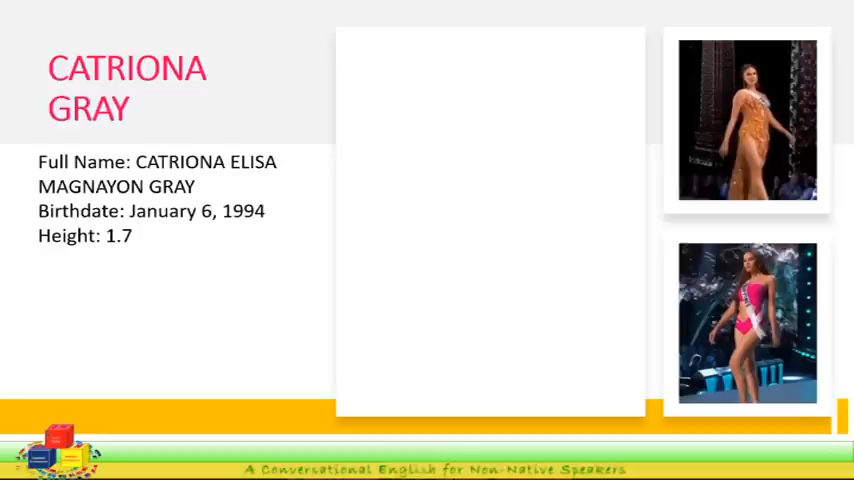 CATRIONA
GRAY
Full Name: CATRIONA ELISA
MAGNAYON GRAY
Birthdate: January 6, 1994
Height: 1.7
A Conversational English for Non-Native Speakers